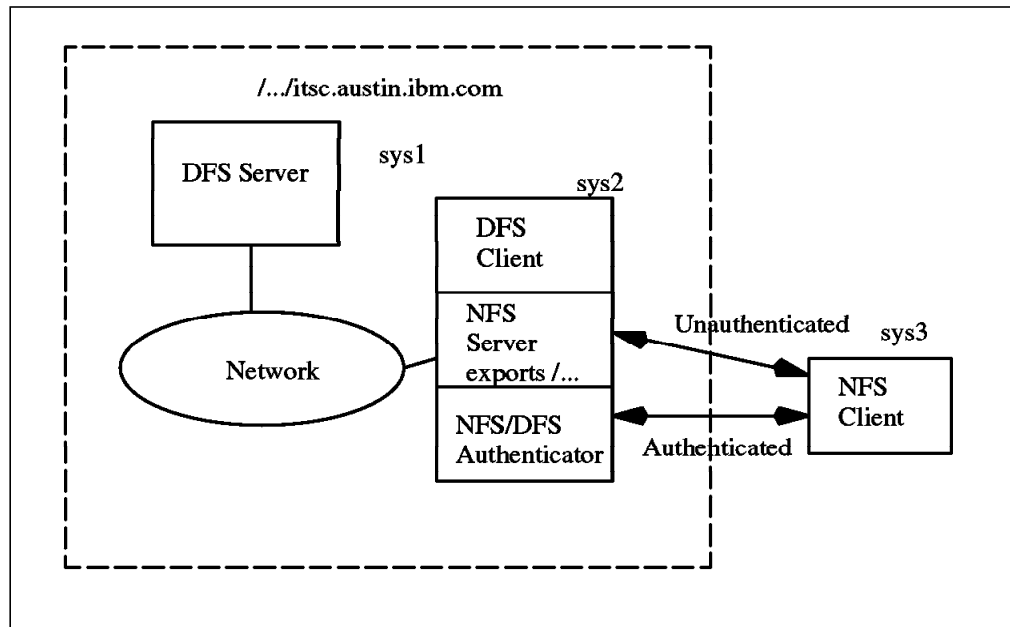 /.../itsc.austin.ibm.com
DFS Server
sys1
sys2
DFS
Client
NFS
Server
exports /...
NFS/DFS
Authenticator
Network
Unauthenticated
Authenticated
sys3
NFS
Client